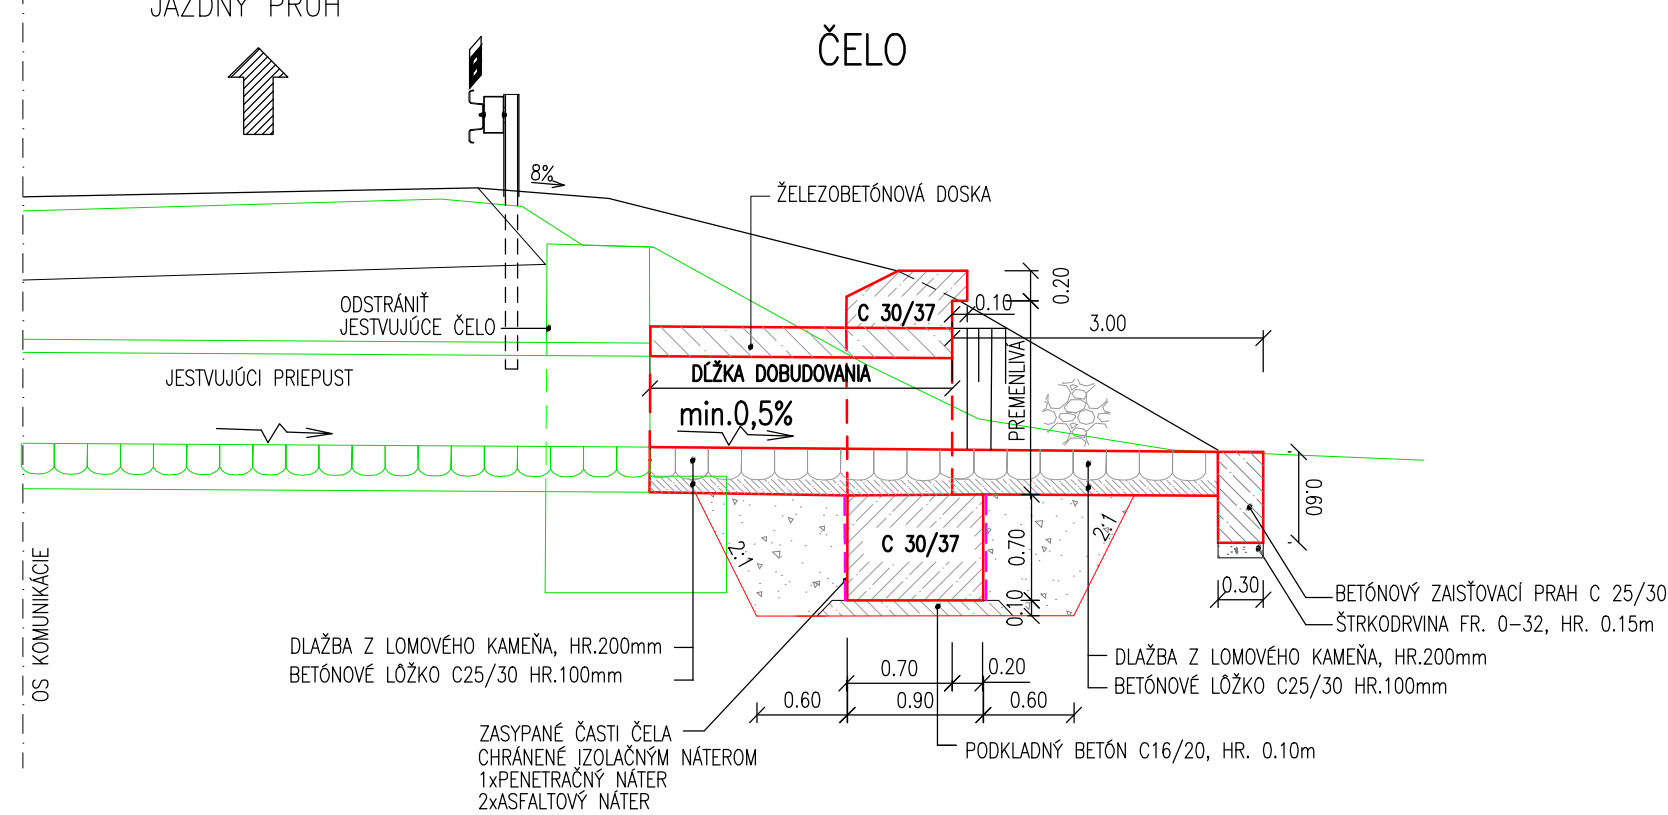 JAZDNÝ PRUH
ČELO
8%
ŽELEZOBETÓNOVÁ DOSKA
0.20
0.10
C 30/37
3.00
ODSTRÁNIŤ
JESTVUJÚCE ČELO
JESTVUJÚCI PRIEPUST
DĹŽKA DOBUDOVANIA
PREMENLIVÁ
min.0,5%
0.60
C 30/37
2:1
2:1
0.70
0.10
0.30
OS KOMUNIKÁCIE
BETÓNOVÝ ZAISŤOVACÍ PRAH C 25/30
ŠTRKODRVINA FR. 0-32, HR. 0.15m
DLAŽBA Z LOMOVÉHO KAMEŇA, HR.200mm
BETÓNOVÉ LÔŽKO C25/30 HR.100mm
DLAŽBA Z LOMOVÉHO KAMEŇA, HR.200mm
BETÓNOVÉ LÔŽKO C25/30 HR.100mm
0.70
0.20
0.60
0.90
0.60
ZASYPANÉ ČASTI ČELA
CHRÁNENÉ IZOLAČNÝM NÁTEROM
1xPENETRAČNÝ NÁTER
2xASFALTOVÝ NÁTER
PODKLADNÝ BETÓN C16/20, HR. 0.10m